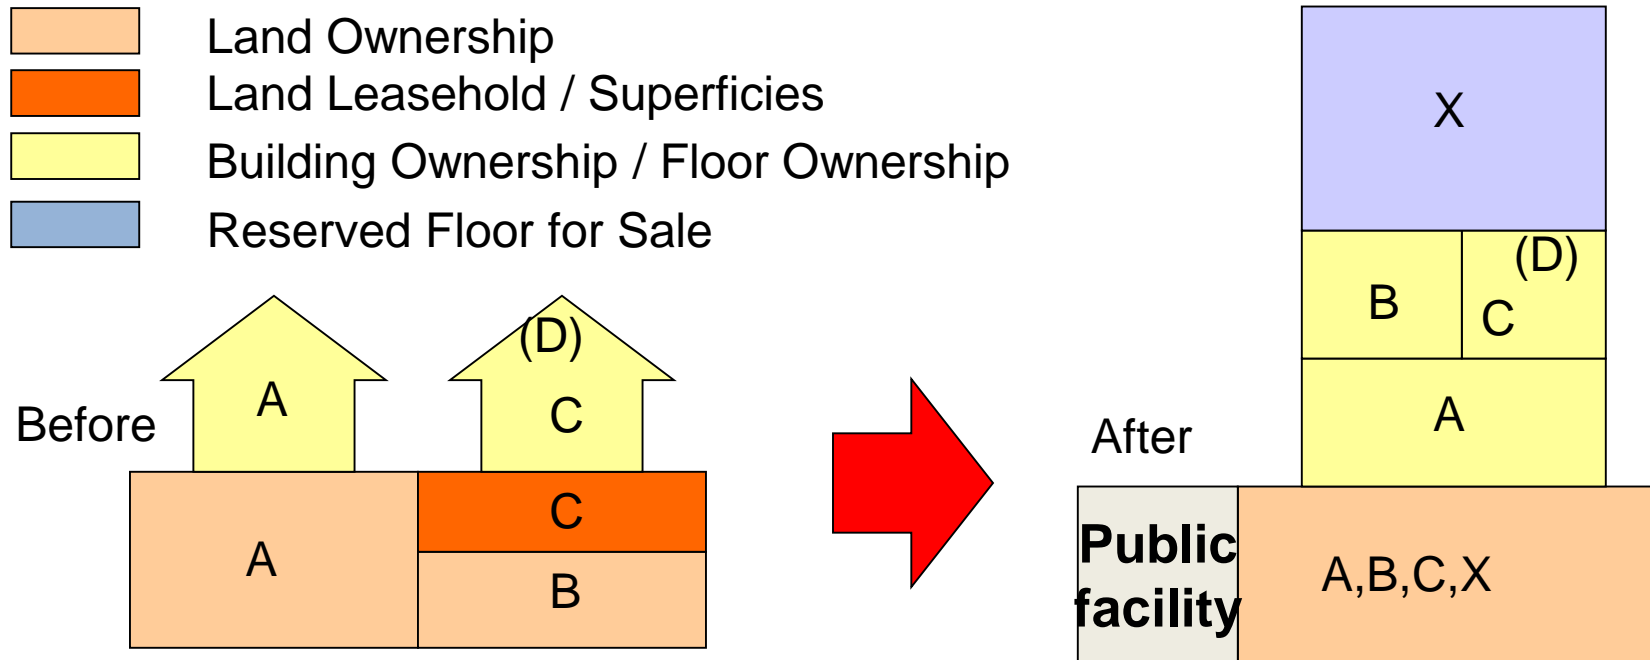 Land Ownership
Land Leasehold / Superficies
Building Ownership / Floor Ownership
Reserved Floor for Sale
Before
A
(D)
C
A
C
B
After
X
B
(D)
C
A
Public
facility
A,B,C,X